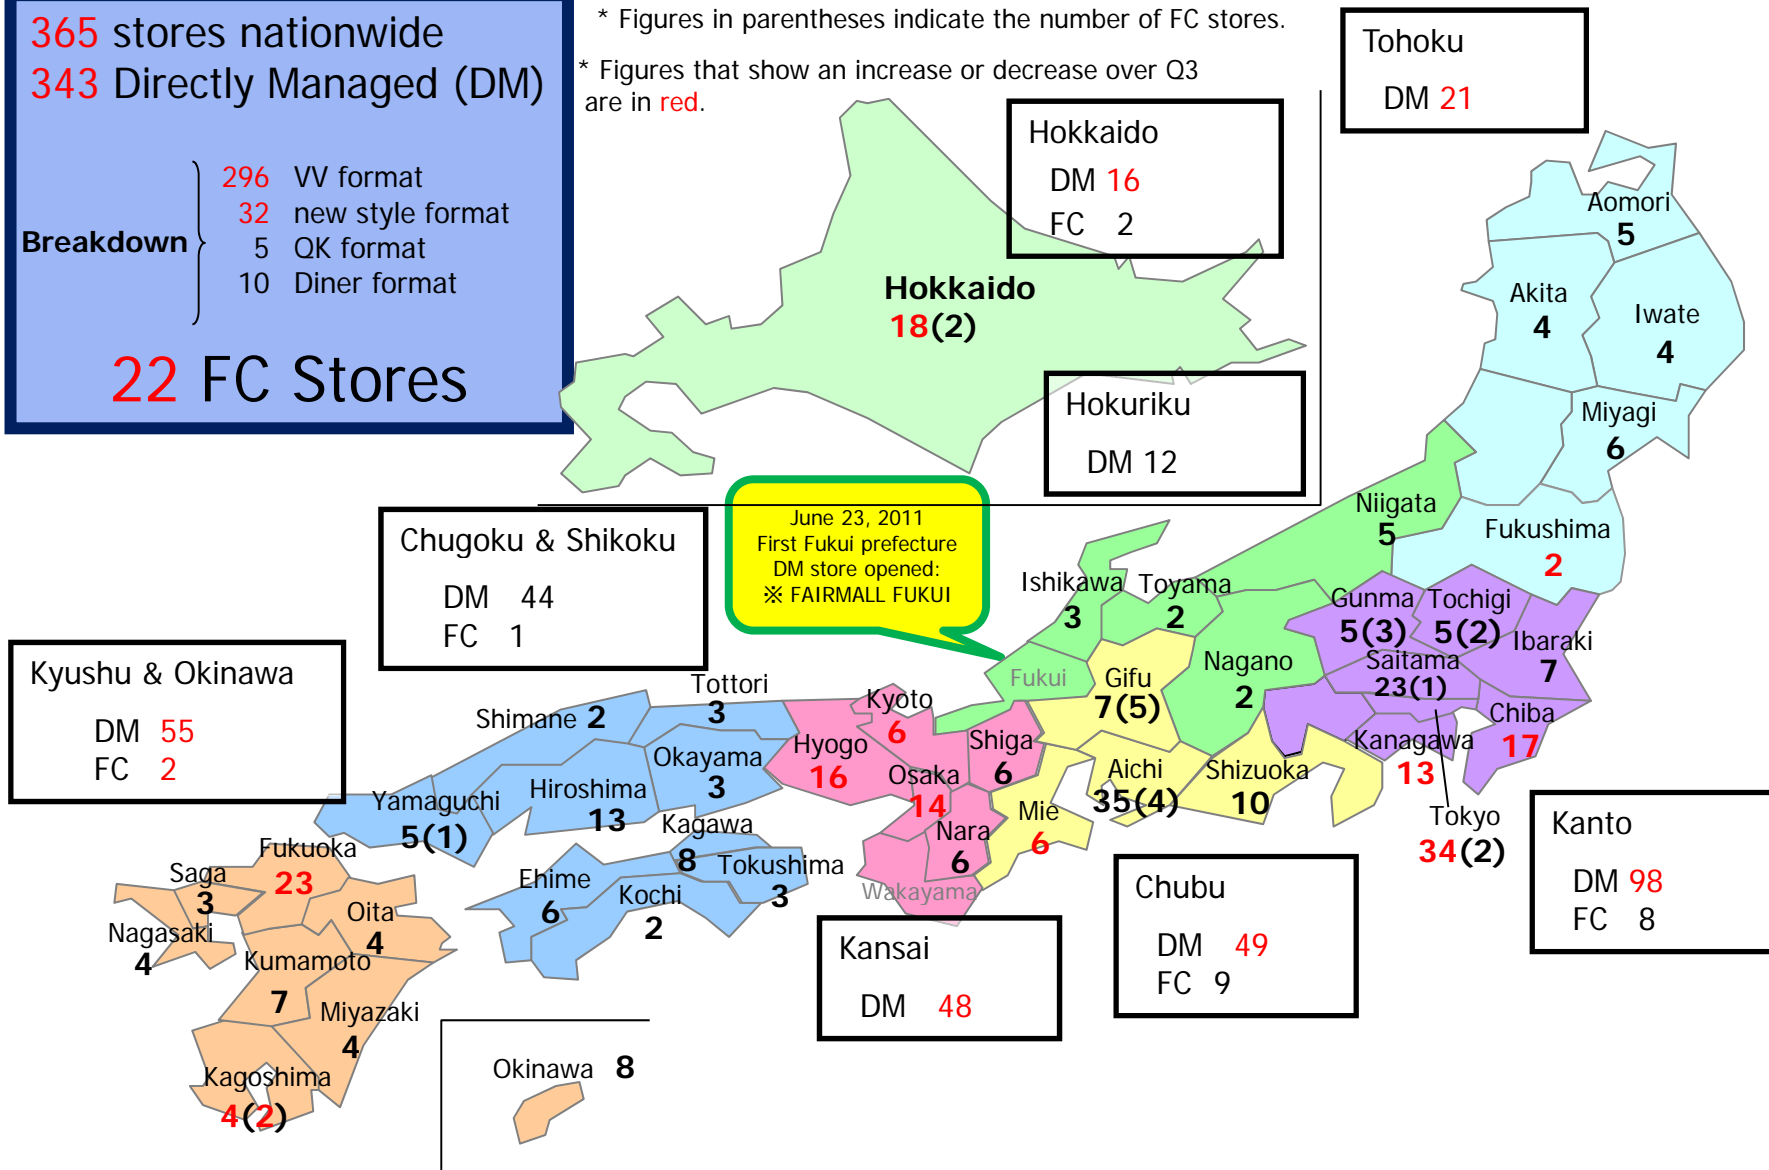 365 stores nationwide
343 Directly Managed (DM)
Breakdown
296 VV format
32 new style format
5 QK format
10 Diner format
22 FC Stores
* Figures in parentheses indicate the number of FC stores.
* Figures that show an increase or decrease over Q3
are in red.
Tohoku
DM 21
Hokkaido
DM 16
FC 2
Hokkaido
18(2)
Hokuriku
DM 12
Aomori
5
Akita
4
Iwate
4
Miyagi
6
Fukushima
2
Niigata
5
June 23, 2011
First Fukui prefecture
DM store opened:
※ FAIRMALL FUKUI
Chugoku & Shikoku
DM 44
FC 1
Kyushu & Okinawa
DM 55
FC 2
Ishikawa
3
Toyama
2
Fukui
Nagano
2
Gunma
5(3)
Tochigi
5(2)
Ibaraki
7
Saitama
23(1)
Chiba
17
Kanagawa
13
Tokyo
34(2)
Gifu
7(5)
Aichi
35(4)
Shizuoka
10
Mie
6
Kyoto
6
Shiga
6
Hyogo
16
Osaka
14
Nara
6
Wakayama
Tottori
3
Shimane 2
Okayama
3
Hiroshima
13
Yamaguchi
5(1)
Kagawa
8
Tokushima
3
Ehime
6
Kochi
2
Fukuoka
23
Saga
3
Nagasaki
4
Oita
4
Kumamoto
7
Miyazaki
4
Kagoshima
4(2)
Okinawa 8
Kansai
DM 48
Chubu
DM 49
FC 9
Kanto
DM 98
FC 8